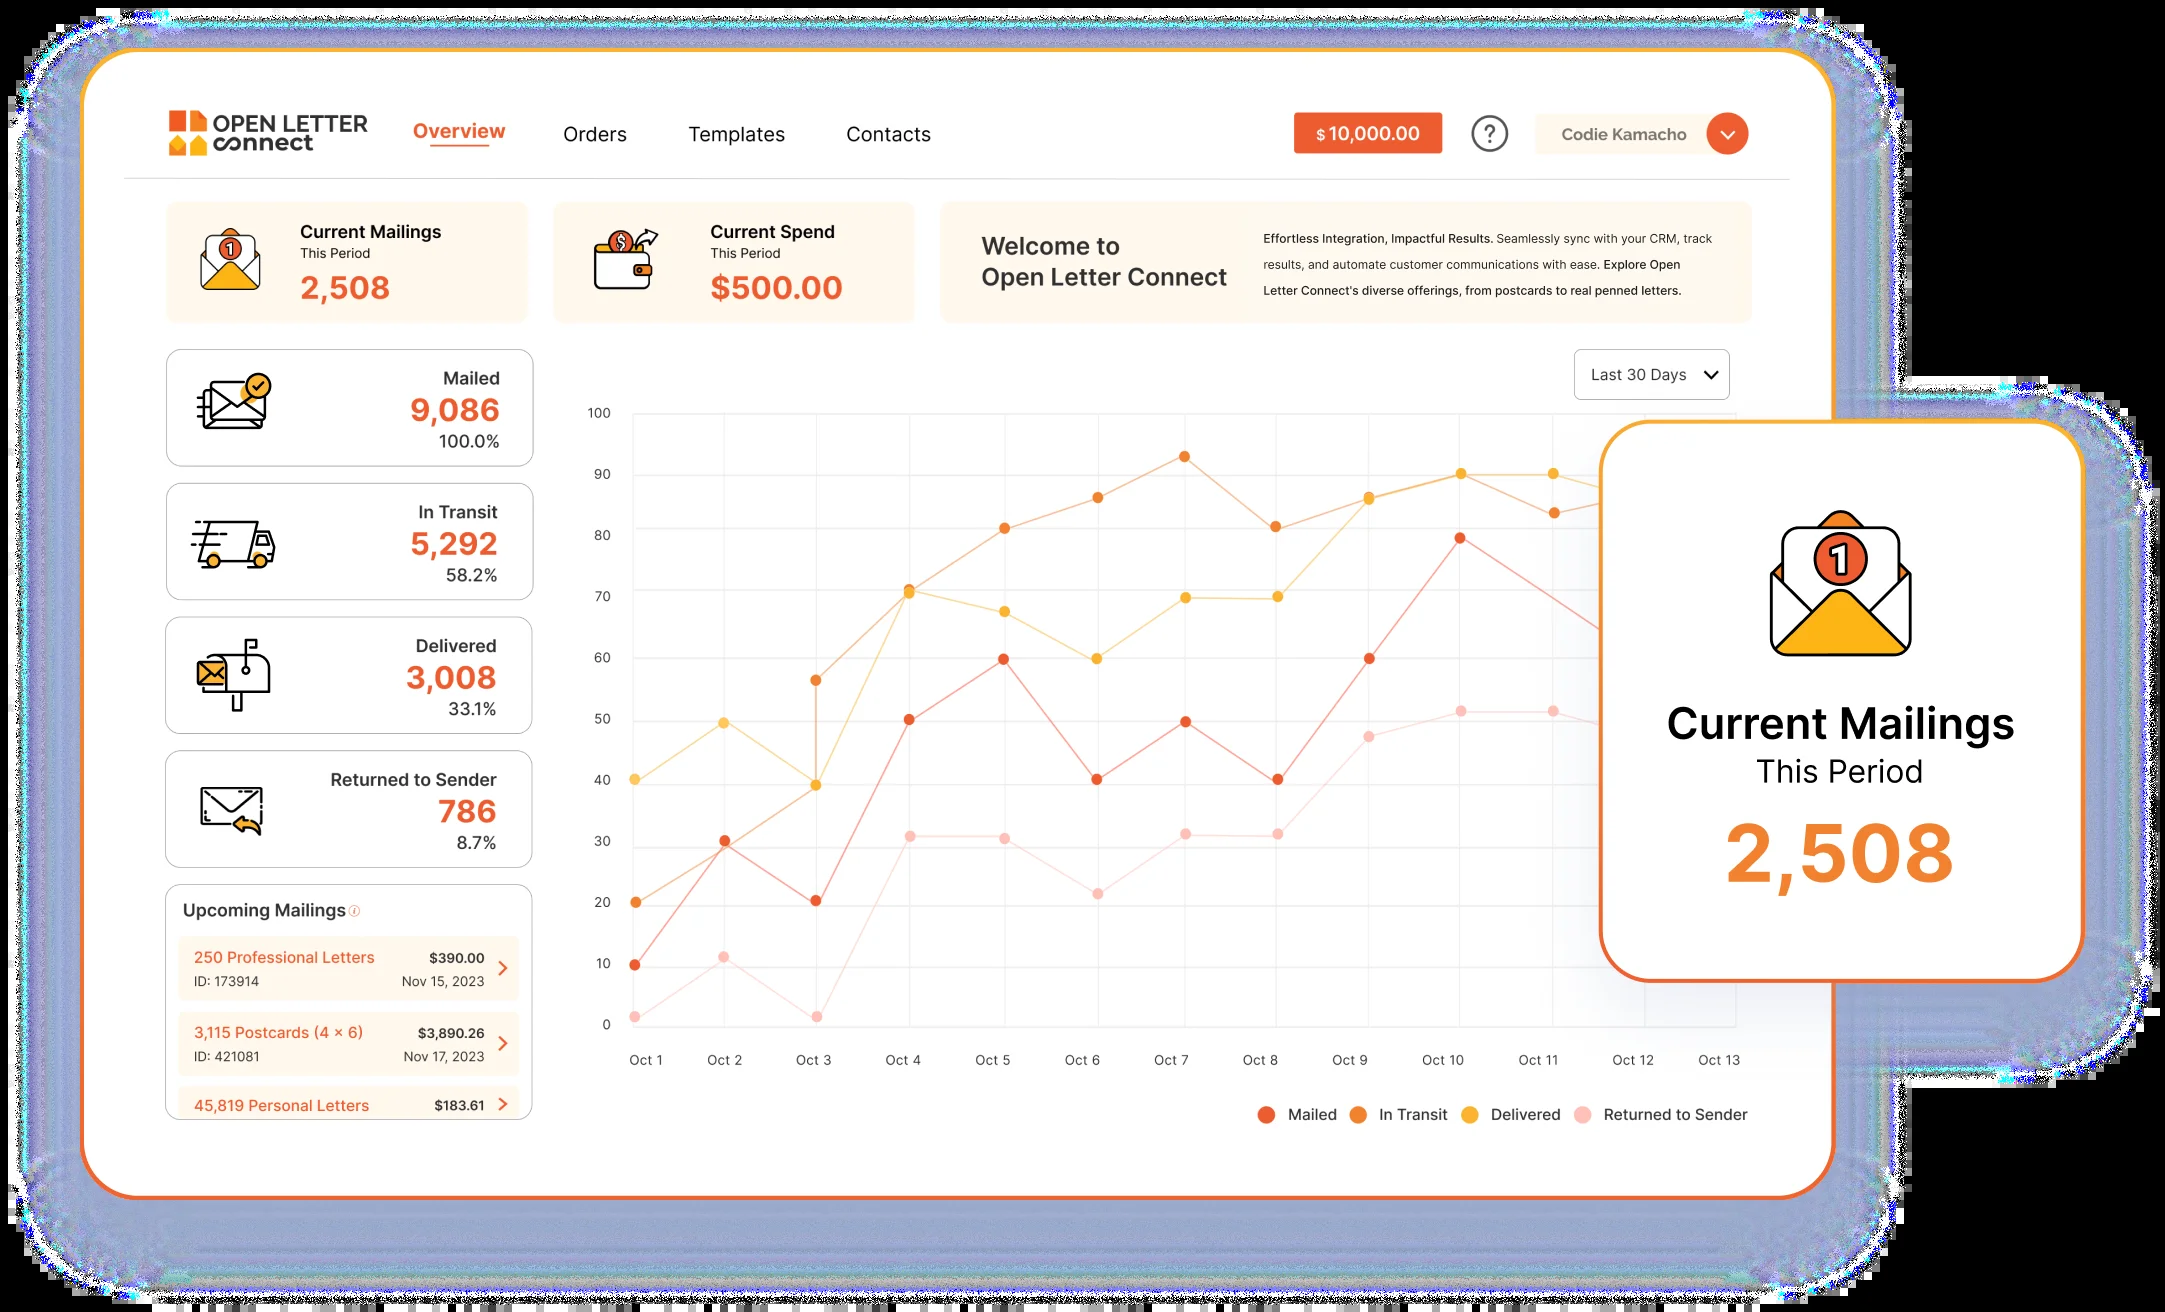 OPEN LETTER
connect
Overview
Orders
Templates
Contacts
$ 10,000.00
?
Codie Kamacho
1
Current Mailings
This Period
2,508
$
Current Spend
This Period
$500.00
Welcome to
Open Letter Connect
Effortless Integration, Impactful Results. Seamlessly sync with your CRM, track
results, and automate customer communications with ease. Explore Open
Letter Connect's diverse offerings, from postcards to real penned letters.
Mailed
9,086
100.0%
In Transit
5,292
58.2%
Delivered
3,008
33.1%
Returned to Sender
786
8.7%
Upcoming Mailings
250 Professional Letters $390.00
ID: 173914 Nov 15, 2023
3,115 Postcards (4 × 6) $3,890.26
ID: 421081 Nov 17, 2023
45,819 Personal Letters $183.61
Last 30 Days
100
90
80
70
60
50
40
30
20
10
0
Oct 1 Oct 2 Oct 3 Oct 4 Oct 5 Oct 6 Oct 7 Oct 8 Oct 9 Oct 10 Oct 11 Oct 12 Oct 13
Mailed In Transit Delivered Returned to Sender
1
Current Mailings
This Period
2,508